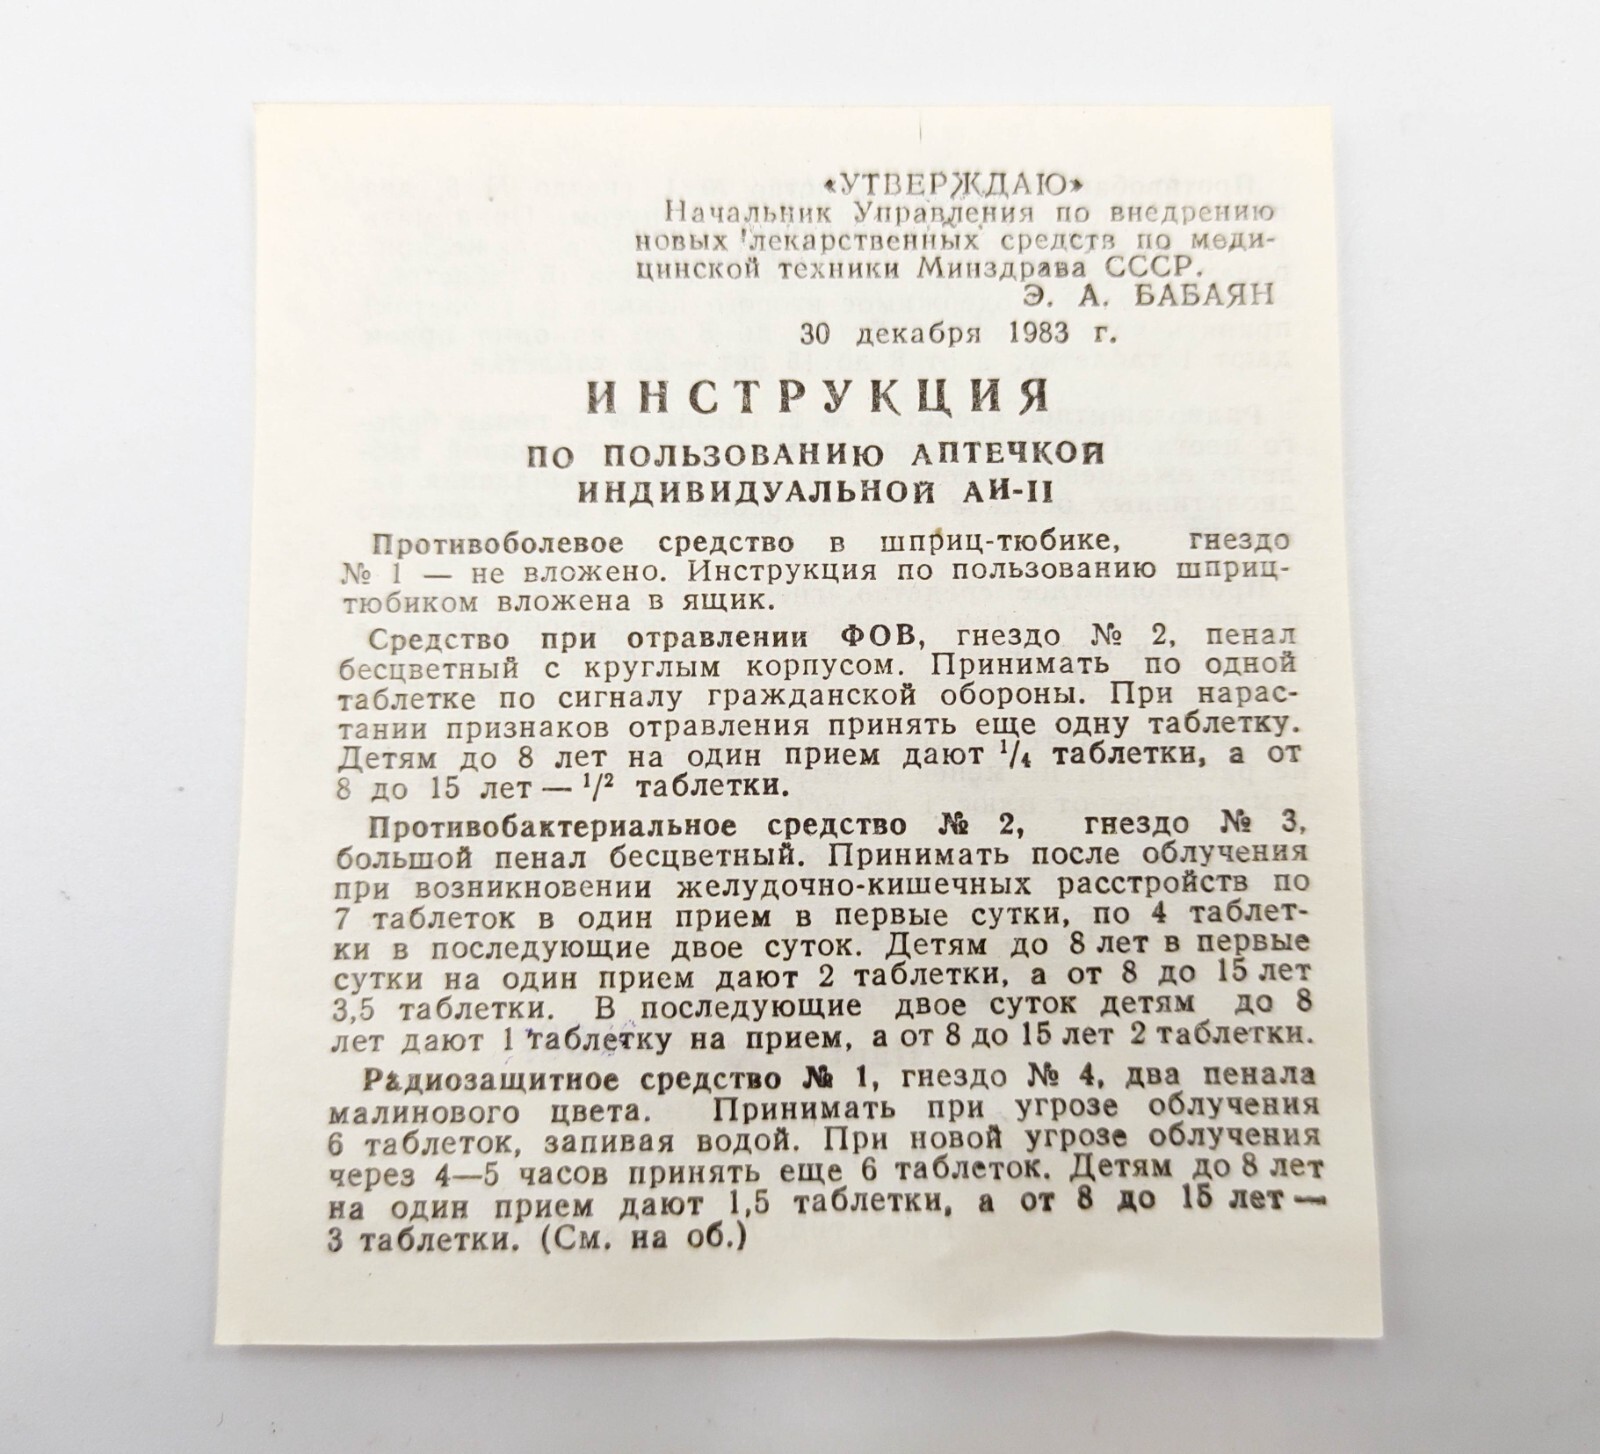 «УТВЕРЖДАЮ»
Начальник Управления по внедрению
новых лекарственных средств по меди-
цинской техники Минздрава СССР.
Э. А. БАБАЯН
30 декабря 1983 г.
ИНСТРУКЦИЯ
ПО ПОЛЬЗОВАНИЮ АПТЕЧКОЙ
ИНДИВИДУАЛЬНОЙ АИ-II
Противоболевое средство в шприц-тюбике, гнездо
№ 1 — не вложено. Инструкция по пользованию шприц-
тюбиком вложена в ящик.
Средство при отравлении ФОВ, гнездо № 2, пенал
бесцветный с круглым корпусом. Принимать по одной
таблетке по сигналу гражданской обороны. При нарас-
тании признаков отравления принять еще одну таблетку.
Детям до 8 лет на один прием дают 1/4 таблетки, а от
8 до 15 лет — 1/2 таблетки.
Противобактериальное средство № 2, гнездо № 3,
большой пенал бесцветный. Принимать после облучения
при возникновении желудочно-кишечных расстройств по
7 таблеток в один прием в первые сутки, по 4 таблет-
ки в последующие двое суток. Детям до 8 лет в первые
сутки на один прием дают 2 таблетки, а от 8 до 15 лет
3,5 таблетки. В последующие двое суток детям до 8
лет дают 1 таблетку на прием, а от 8 до 15 лет 2 таблетки.
Радиозащитное средство № 1, гнездо № 4, два пенала
малинового цвета. Принимать при угрозе облучения
6 таблеток, запивая водой. При новой угрозе облучения
через 4—5 часов принять еще 6 таблеток. Детям до 8 лет
на один прием дают 1,5 таблетки, а от 8 до 15 лет —
3 таблетки. (См. на об.)